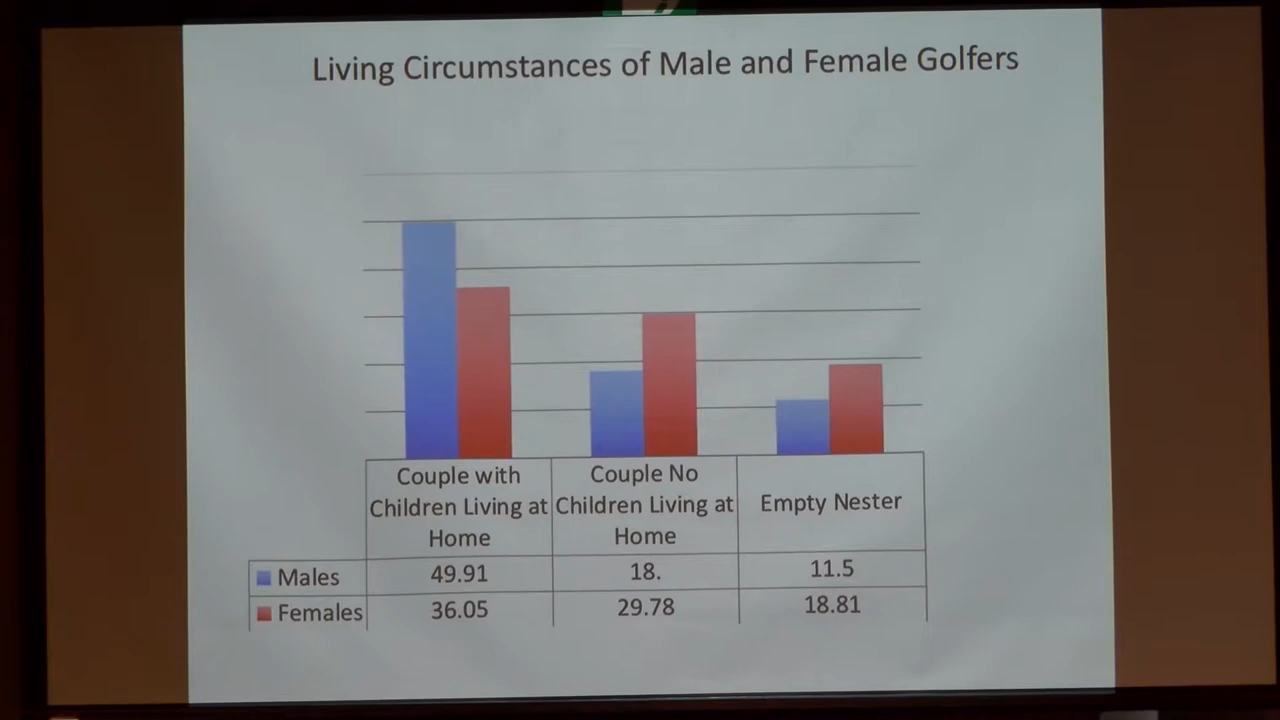 Living Circumstances of Male and Female Golfers
Couple with
Children Living at
Home
Couple No
Children Living at
Home
Empty Nester
Males 49.91 18. 11.5
Females 36.05 29.78 18.81